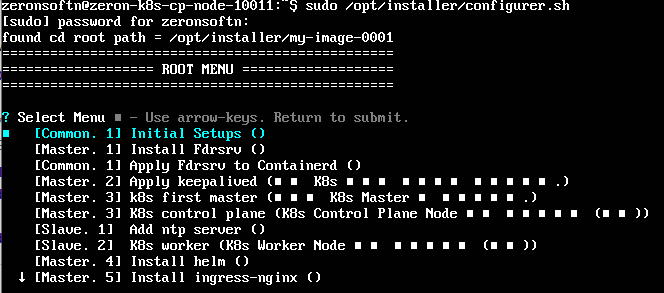 zeronsoftn@zeron-k8s-cp-node-10011:~$ sudo /opt/installer/configurer.sh
[sudo] password for zeronsoftn:
found cd root path = /opt/installer/my-image-0001
====================================================
=================== ROOT MENU ===================
====================================================
? Select Menu ■ - Use arrow-keys. Return to submit.
■ [Common. 1] Initial Setups ()
[Master. 1] Install Fdrsrv ()
[Common. 1] Apply Fdrsrv to Containerd ()
[Master. 2] Apply keepalived (■ ■ K8s ■ ■■■ ■■■■ ■■■■■ ■.)
[Master. 3] k8s first master (■ ■ K8s Master ■ ■■■■■ .)
[Master. 3] K8s control plane (K8s Control Plane Node ■■ ■■■■■ (■■))
[Slave. 1] Add ntp server ()
[Slave. 2] K8s worker (K8s Worker Node ■■ ■■■■■ (■■))
[Master. 4] Install helm ()
↓ [Master. 5] Install ingress-nginx ()